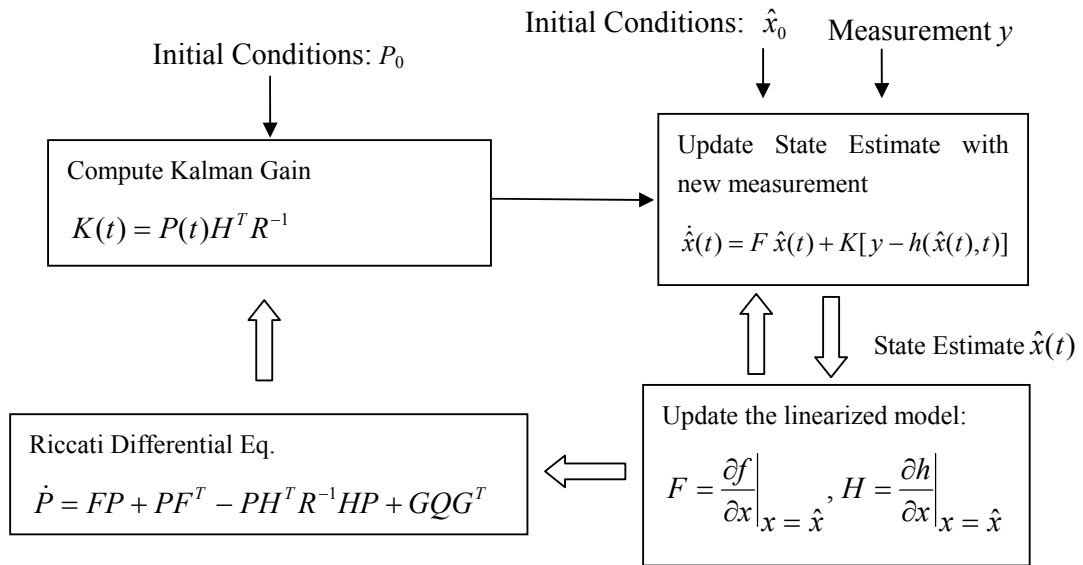 Initial Conditions: P₀
Initial Conditions: x̂₀
Measurement y
Compute Kalman Gain
K(t) = P(t)HᵀR⁻¹
Update State Estimate with
new measurement
x̂̇(t) = F x̂(t) + K[y − h(x̂(t),t)]
State Estimate x̂(t)
Riccati Differential Eq.
Ṗ = FP + PFᵀ − PHᵀR⁻¹HP + GQGᵀ
Update the linearized model:
F = ∂f/∂x|x = x̂, H = ∂h/∂x|x = x̂